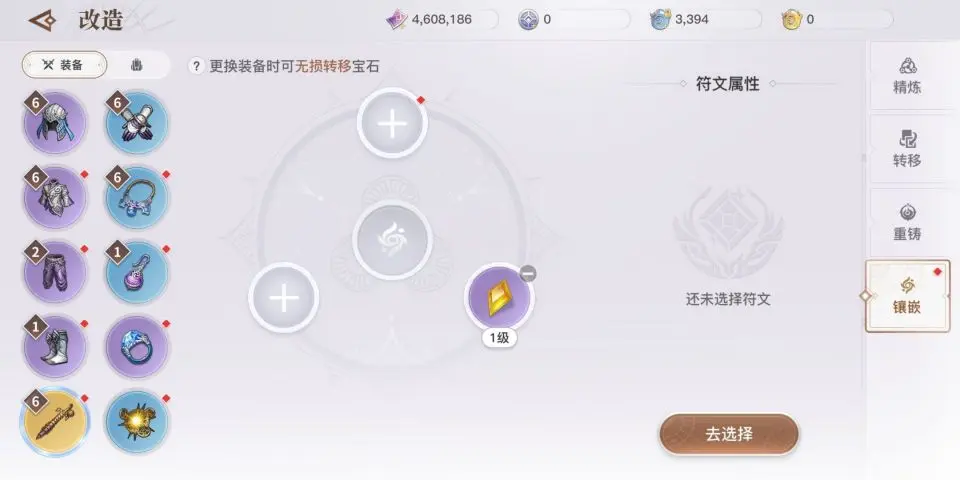 改造
4,608,186
0
3,394
0
装备
? 更换装备时可无损转移宝石
符文属性
精炼
6
6
转移
6
6
重铸
2
1
还未选择符文
镶嵌
1级
1
6
去选择